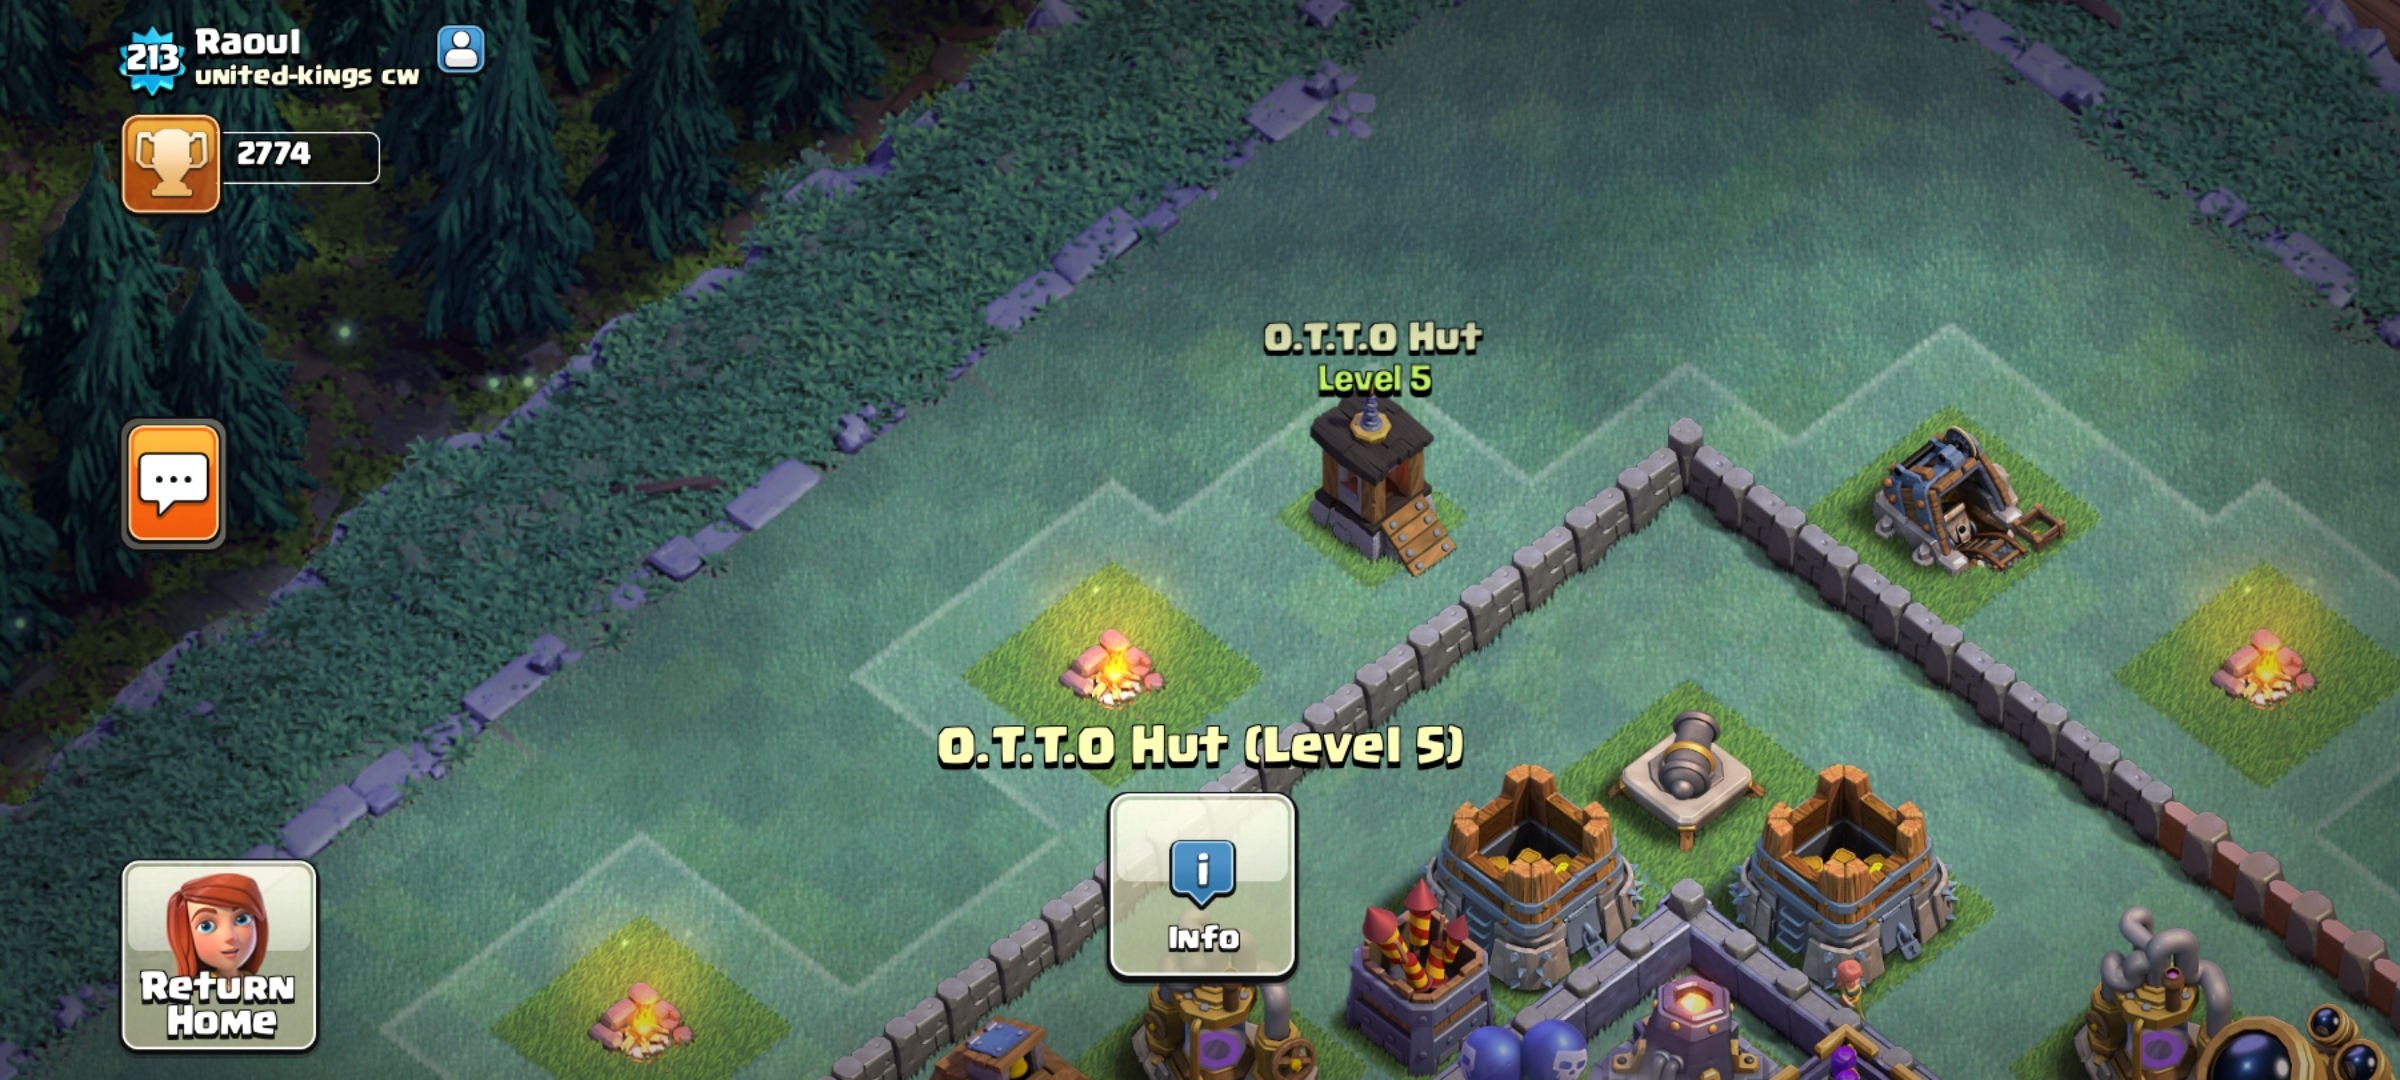 213
Raoul
united-kings cw
2774
O.T.T.O Hut
Level 5
O.T.T.O Hut (Level 5)
Info
Return
Home